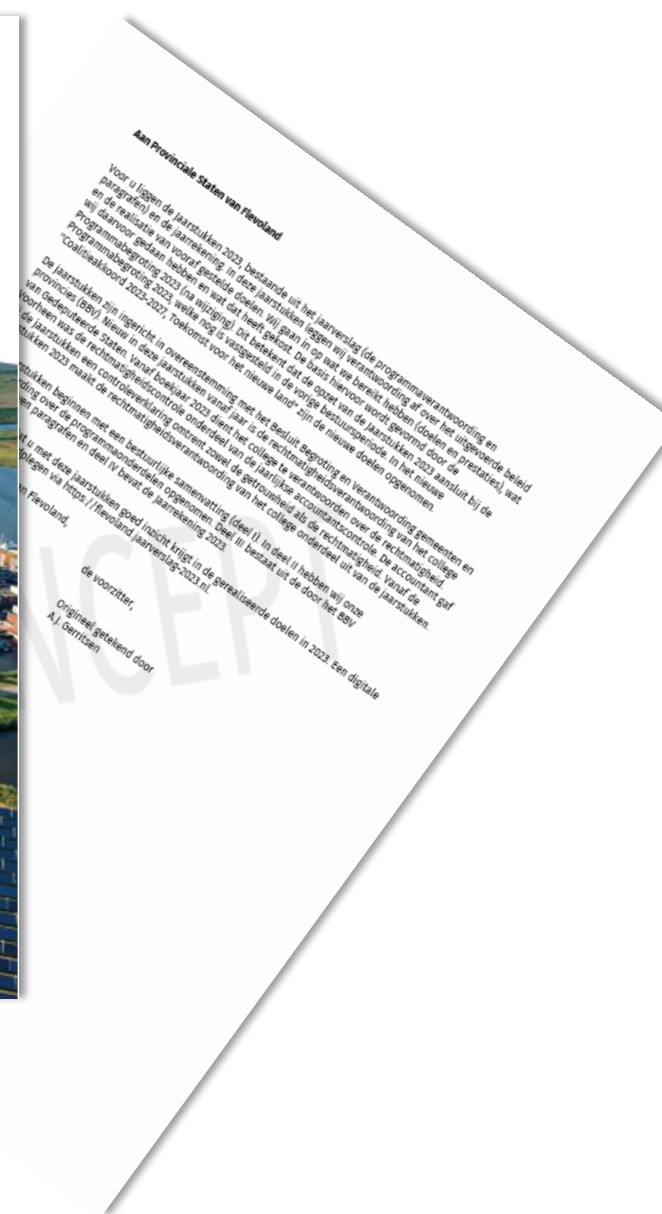 Aan Provinciale Staten van Flevoland
Voor u liggen de jaarstukken 2023, bestaande uit het jaarverslag (de programmaverantwoording en
paragrafen) en de jaarrekening. In deze jaarstukken leggen wij verantwoording af over het uitgevoerde beleid
en de realisatie van vooraf gestelde doelen. Wij gaan in op wat we bereikt hebben (doelen en prestaties), wat
wij daarvoor gedaan hebben en wat dat heeft gekost. De basis hiervoor wordt gevormd door de
Programmabegroting 2023 (na wijziging). Dit betekent dat de opzet van de jaarstukken 2023 aansluit bij de
Programmabegroting 2023, welke nog is vastgesteld in de vorige bestuursperiode. In het nieuwe
"Coalitieakkoord 2023-2027, Toekomst voor het nieuwe land" zijn de nieuwe doelen opgenomen.
De jaarstukken zijn ingericht in overeenstemming met het Besluit Begroting en Verantwoording gemeenten en
provincies (BBV). Nieuw in deze jaarstukken vanaf jaar is de rechtmatigheidsverantwoording van het college
van Gedeputeerde Staten. Vanaf boekjaar 2023 dient het college te verantwoorden over de rechtmatigheid.
Voorheen was de rechtmatigheidscontrole onderdeel van de jaarlijkse accountantscontrole. De accountant gaf
de jaarstukken een controleverklaring omtrent zowel de getrouwheid als de rechtmatigheid. Vanaf de
stukken 2023 maakt de rechtmatigheidsverantwoording van het college onderdeel uit van de jaarstukken.
stukken beginnen met een bestuurlijke samenvatting (deel I). In deel II hebben wij onze
rding over de programmaonderdelen opgenomen. Deel III bestaat uit de door het BBV
en paragrafen en deel IV bevat de jaarrekening 2023.
at u met deze jaarstukken goed inzicht krijgt in de gerealiseerde doelen in 2023. Een digitale
dplegen via https://flevoland.jaarverslag-2023.nl.
an Flevoland,
de voorzitter,
Origineel getekend door
A.J. Gerritsen
NCEPT